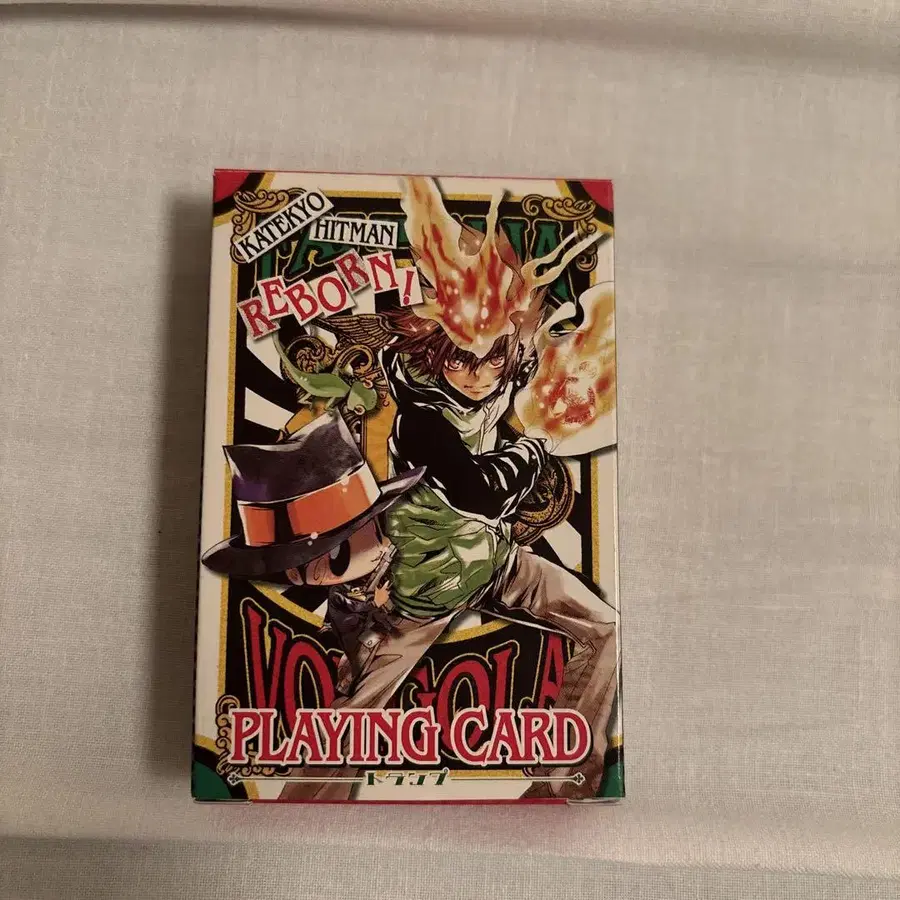 KATEKYO
HITMAN
REBORN!
VONGOLA
PLAYING CARD
トランプ